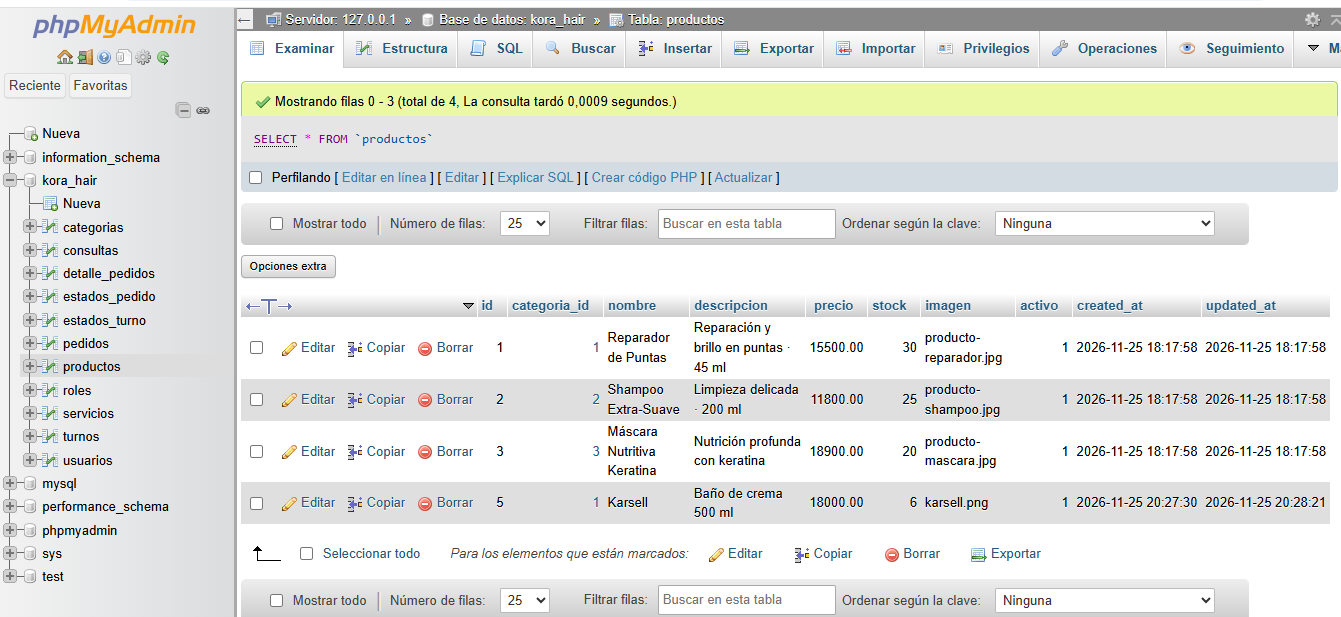 phpMyAdmin
Reciente Favoritas
Nueva
information_schema
kora_hair
Nueva
categorias
consultas
detalle_pedidos
estados_pedido
estados_turno
pedidos
productos
roles
servicios
turnos
usuarios
mysql
performance_schema
phpmyadmin
sys
test
Servidor: 127.0.0.1 » Base de datos: kora_hair » Tabla: productos
Examinar Estructura SQL Buscar Insertar Exportar Importar Privilegios Operaciones Seguimiento M
Mostrando filas 0 - 3 (total de 4, La consulta tardó 0,0009 segundos.)
SELECT * FROM `productos`
Perfilando [ Editar en línea ] [ Editar ] [ Explicar SQL ] [ Crear código PHP ] [ Actualizar ]
Mostrar todo | Número de filas: 25 Filtrar filas: Buscar en esta tabla Ordenar según la clave: Ninguna
Opciones extra
←T→ id categoria_id nombre descripcion precio stock imagen activo created_at updated_at
Editar Copiar Borrar 1 1 Reparador de Puntas Reparación y brillo en puntas · 45 ml 15500.00 30 producto-reparador.jpg 1 2026-11-25 18:17:58 2026-11-25 18:17:58
Editar Copiar Borrar 2 2 Shampoo Extra-Suave Limpieza delicada · 200 ml 11800.00 25 producto-shampoo.jpg 1 2026-11-25 18:17:58 2026-11-25 18:17:58
Editar Copiar Borrar 3 3 Máscara Nutritiva Keratina Nutrición profunda con keratina 18900.00 20 producto-mascara.jpg 1 2026-11-25 18:17:58 2026-11-25 18:17:58
Editar Copiar Borrar 5 1 Karsell Baño de crema 500 ml 18000.00 6 karsell.png 1 2026-11-25 20:27:30 2026-11-25 20:28:21
Seleccionar todo Para los elementos que están marcados: Editar Copiar Borrar Exportar
Mostrar todo | Número de filas: 25 Filtrar filas: Buscar en esta tabla Ordenar según la clave: Ninguna